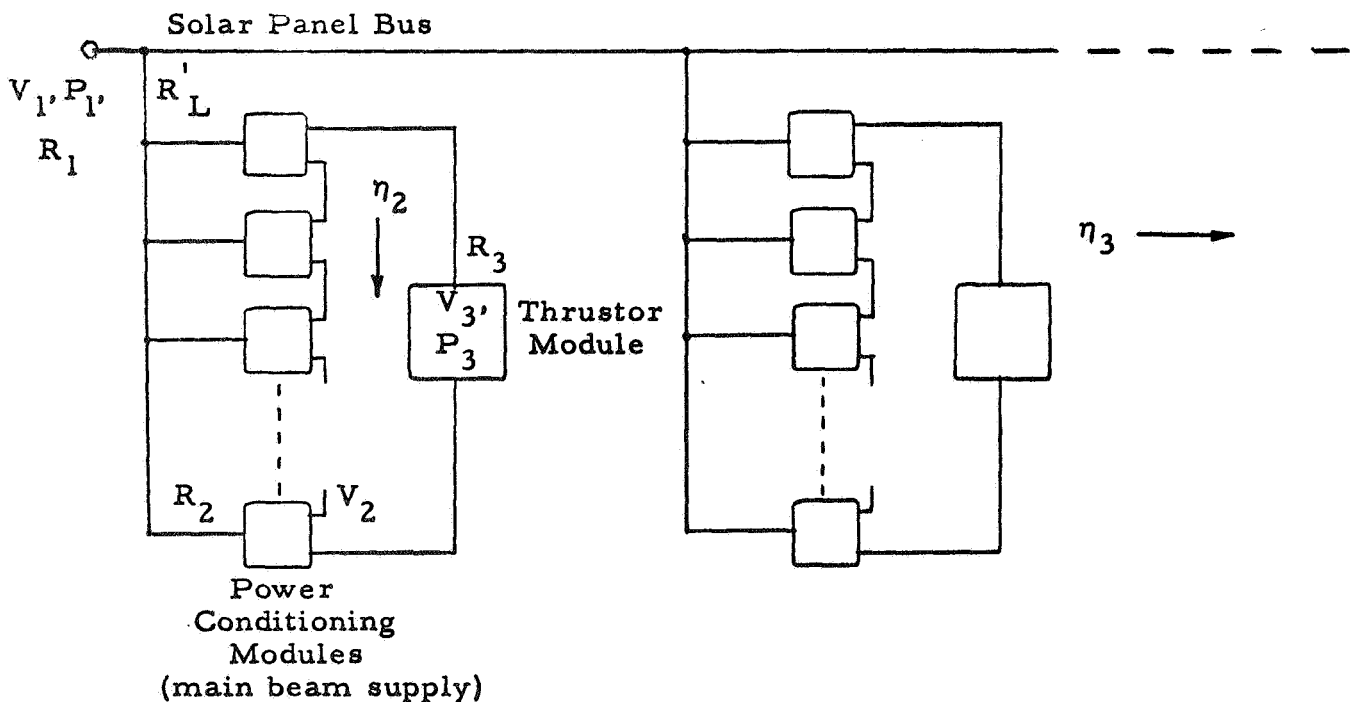 Solar Panel Bus
V1, P1,
R1
R'L
η2
R3
V3,
P3
Thrustor
Module
η3
R2
V2
Power
Conditioning
Modules
(main beam supply)